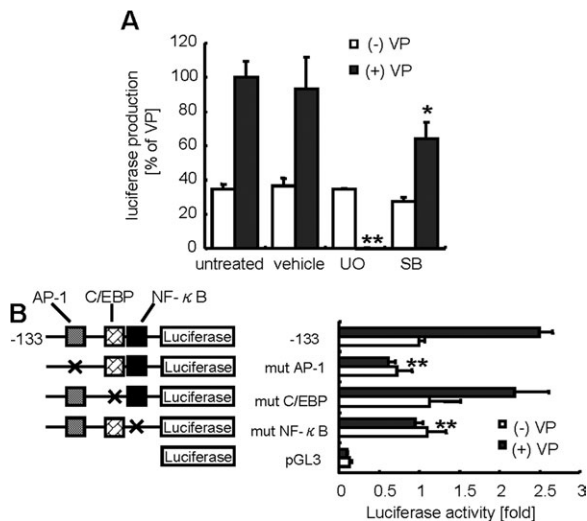 A
luciferase production
[% of VP]
120
100
80
60
40
20
0
(-) VP
(+) VP
**
*
untreated vehicle UO SB
B
AP-1 C/EBP NF-κB
-133 Luciferase
Luciferase
Luciferase
Luciferase
Luciferase
-133
mut AP-1 **
mut C/EBP
mut NF-κB **
pGL3
(-) VP
(+) VP
0 0.5 1 1.5 2 2.5 3
Luciferase activity [fold]